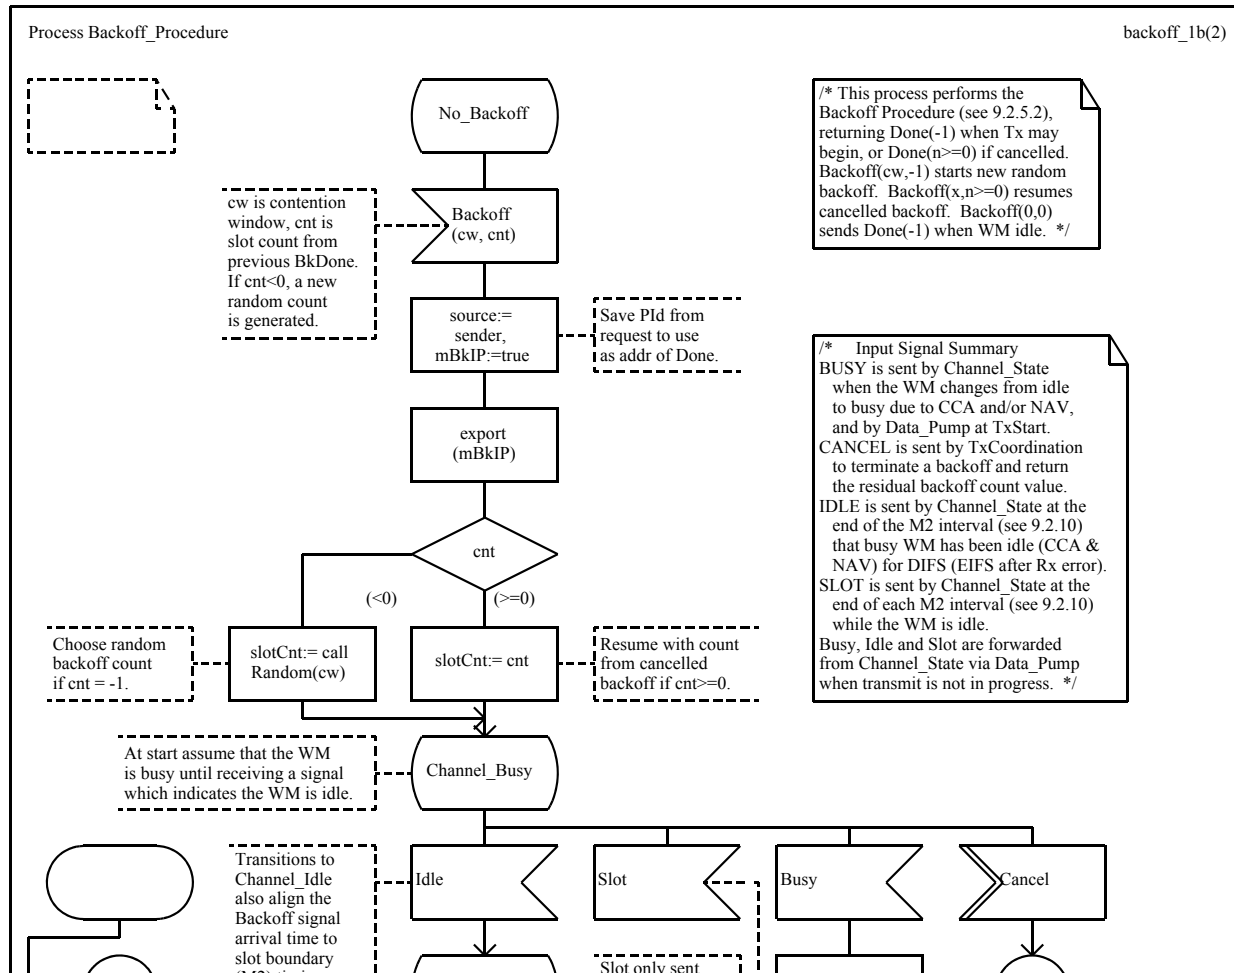 Process Backoff_Procedure
backoff_1b(2)
No_Backoff
/* This process performs the
Backoff Procedure (see 9.2.5.2),
returning Done(-1) when Tx may
begin, or Done(n>=0) if cancelled.
Backoff(cw,-1) starts new random
backoff.  Backoff(x,n>=0) resumes
cancelled backoff.  Backoff(0,0)
sends Done(-1) when WM idle.  */
cw is contention
window, cnt is
slot count from
previous BkDone.
If cnt<0, a new
random count
is generated.
Backoff
(cw, cnt)
source:=
sender,
mBkIP:=true
Save PId from
request to use
as addr of Done.
/*     Input Signal Summary
BUSY is sent by Channel_State
when the WM changes from idle
to busy due to CCA and/or NAV,
and by Data_Pump at TxStart.
CANCEL is sent by TxCoordination
to terminate a backoff and return
the residual backoff count value.
IDLE is sent by Channel_State at the
end of the M2 interval (see 9.2.10)
that busy WM has been idle (CCA &
NAV) for DIFS (EIFS after Rx error).
SLOT is sent by Channel_State at the
end of each M2 interval (see 9.2.10)
while the WM is idle.
Busy, Idle and Slot are forwarded
from Channel_State via Data_Pump
when transmit is not in progress.  */
export
(mBkIP)
cnt
(<0)
(>=0)
Choose random
backoff count
if cnt = -1.
slotCnt:= call
Random(cw)
slotCnt:= cnt
Resume with count
from cancelled
backoff if cnt>=0.
At start assume that the WM
is busy until receiving a signal
which indicates the WM is idle.
Channel_Busy
Transitions to
Channel_Idle
also align the
Backoff signal
arrival time to
slot boundary
Idle
Slot
Busy
Cancel
Slot only sent